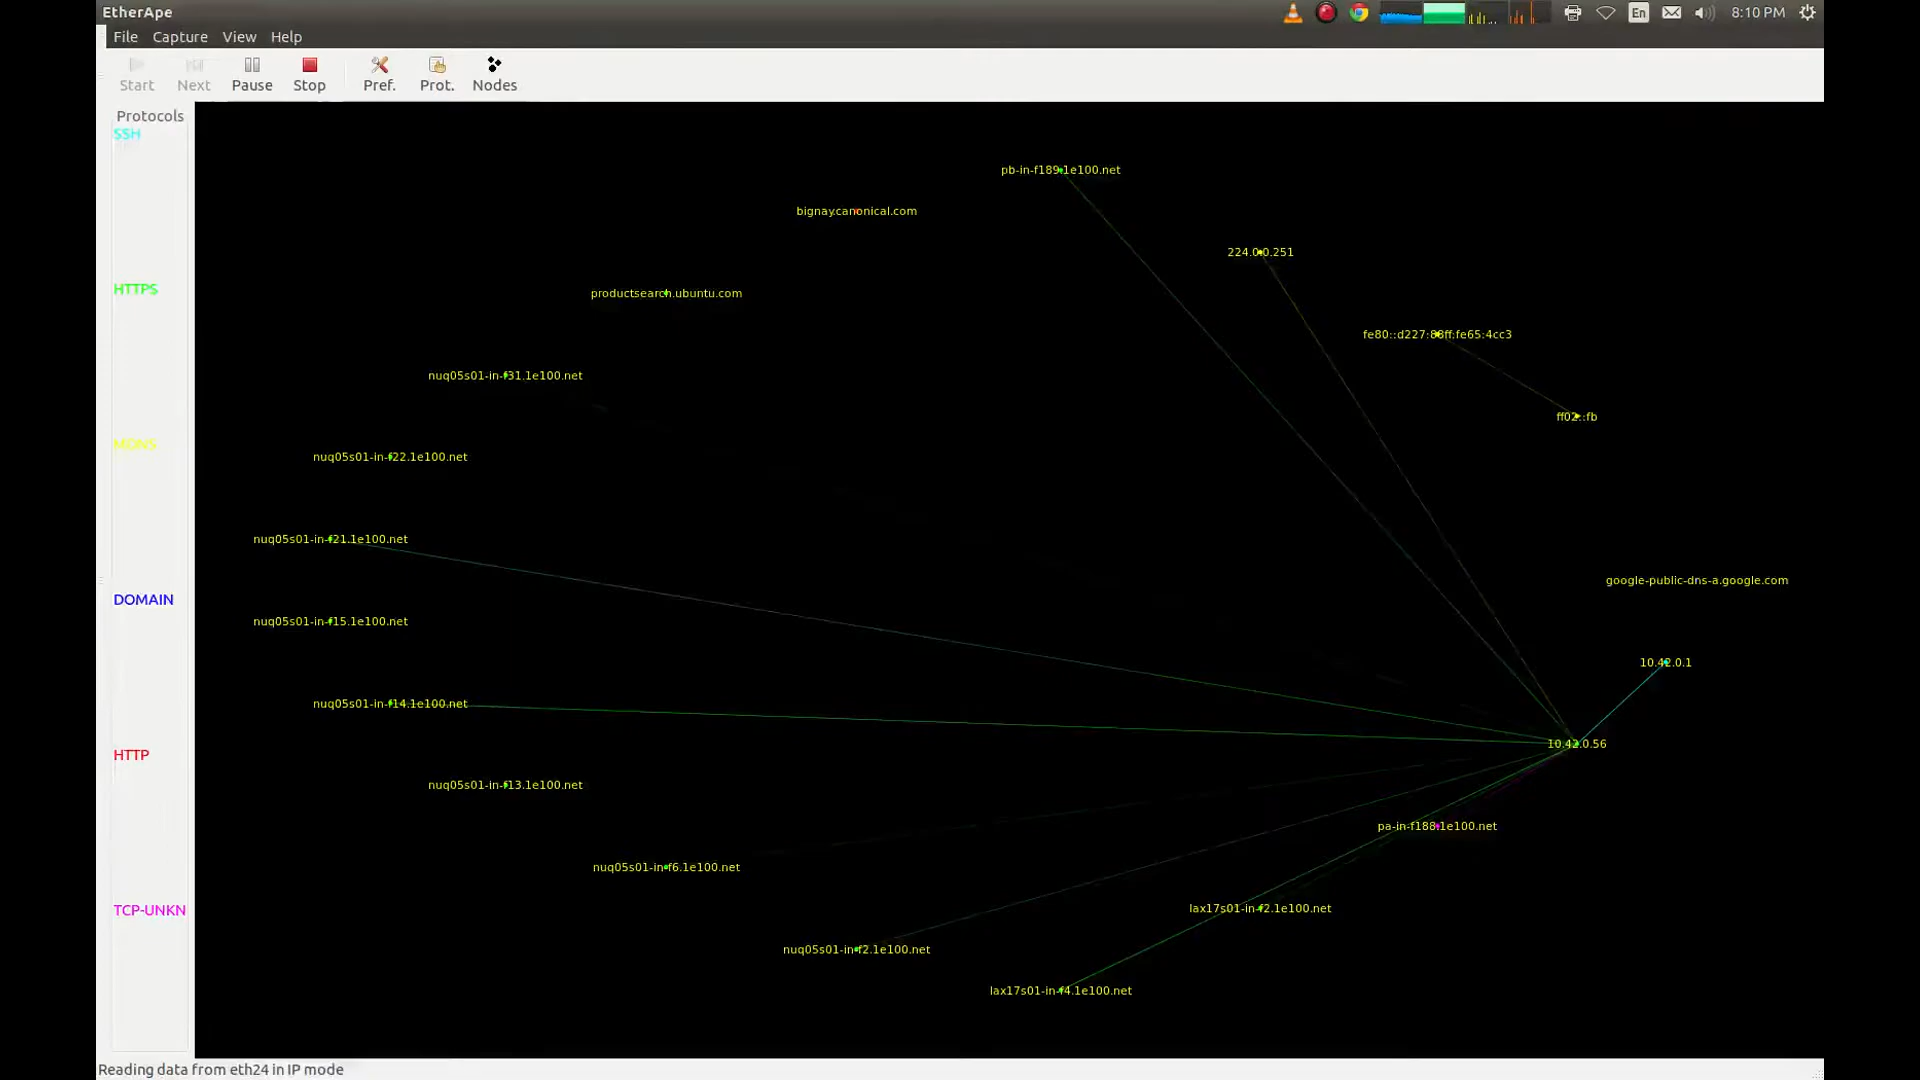 EtherApe
En
8:10 PM
File Capture View Help
Start Next Pause Stop Pref. Prot. Nodes
Protocols
SSH
HTTPS
MDNS
DOMAIN
HTTP
TCP-UNKN
pb-in-f189.1e100.net
bignay.canonical.com
224.0.0.251
productsearch.ubuntu.com
fe80::d227:88ff:fe65:4cc3
nuq05s01-in-f31.1e100.net
ff02::fb
nuq05s01-in-f22.1e100.net
nuq05s01-in-f21.1e100.net
google-public-dns-a.google.com
nuq05s01-in-f15.1e100.net
10.42.0.1
nuq05s01-in-f14.1e100.net
10.42.0.56
nuq05s01-in-f13.1e100.net
pa-in-f188.1e100.net
nuq05s01-in-f6.1e100.net
lax17s01-in-f2.1e100.net
nuq05s01-in-f2.1e100.net
lax17s01-in-f4.1e100.net
Reading data from eth24 in IP mode